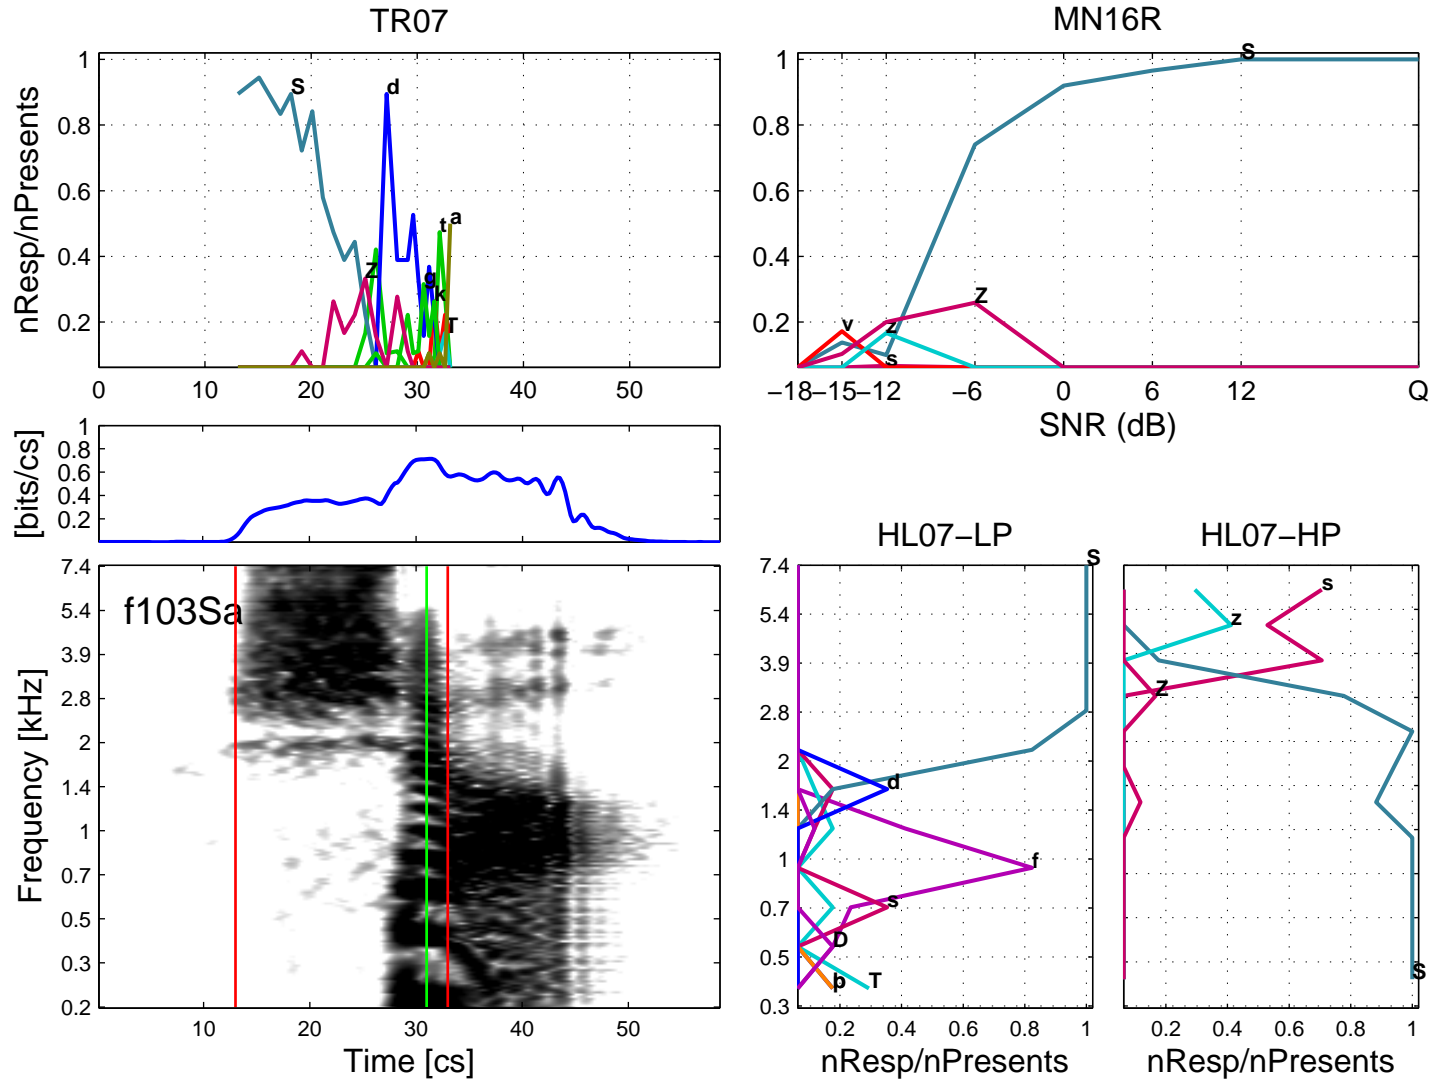 TR07
MN16R
nResp/nPresents
1
0.8
0.6
0.4
0.2
S
d
Z
g
k
t
T
a
0 10 20 30 40 50
1
0.8
0.6
0.4
0.2
S
Z
v
z
s
−18 −15 −12 −6 0 6 12 Q
SNR (dB)
[bits/cs]
1
0.8
0.6
0.4
0.2
HL07−LP
HL07−HP
f103Sa
Frequency [kHz]
7.4
5.4
3.9
2.8
2
1.4
1
0.7
0.5
0.3
0.2
10 20 30 40 50
Time [cs]
7.4
5.4
3.9
2.8
2
1.4
1
0.7
0.5
0.3
S
d
f
s
D
p
T
0.2 0.4 0.6 0.8 1
nResp/nPresents
s
z
Z
S
0.2 0.4 0.6 0.8 1
nResp/nPresents